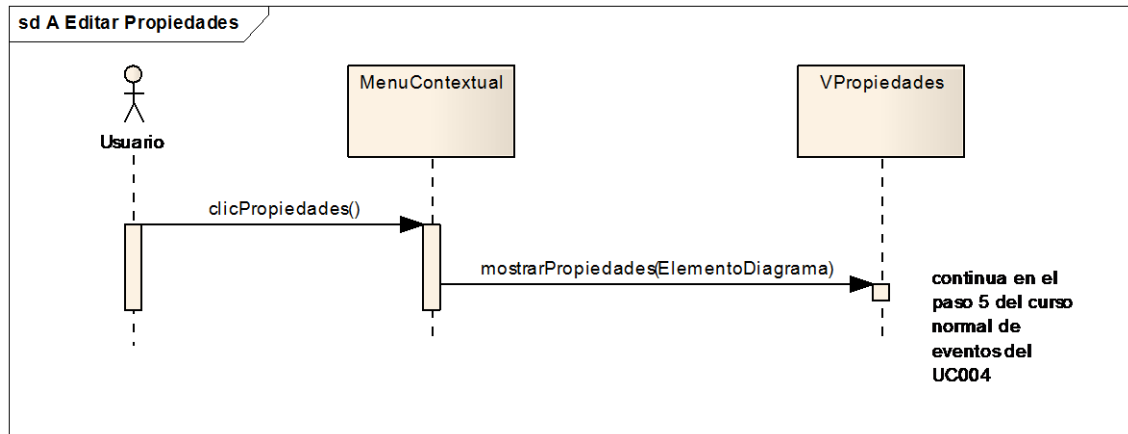 sd A Editar Propiedades
Usuario
MenuContextual
VPropiedades
clicPropiedades()
mostrarPropiedades(ElementoDiagrama)
continua en el
paso 5 del curso
normal de
eventos del
UC004